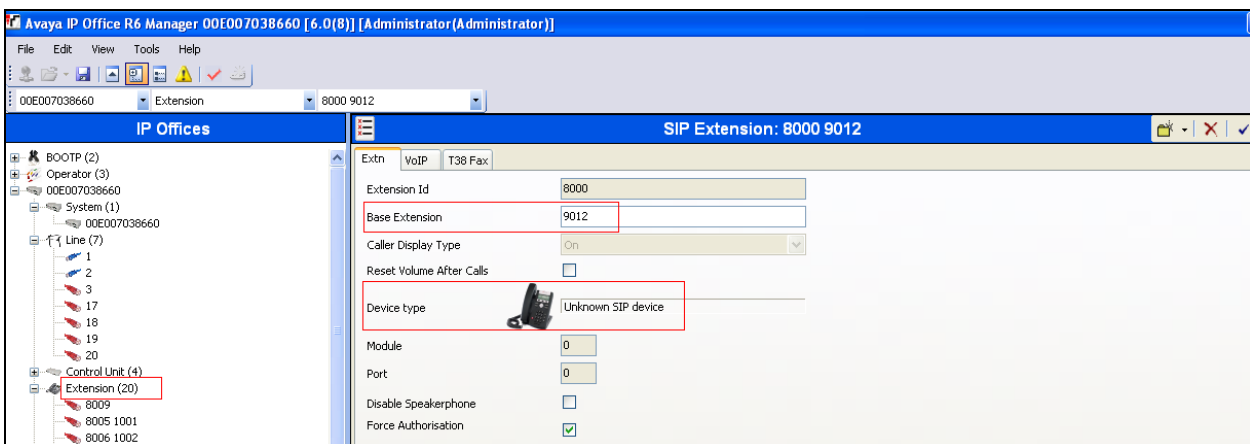 Avaya IP Office R6 Manager 00E007038660 [6.0(8)] [Administrator(Administrator)]
File Edit View Tools Help
00E007038660 Extension 8000 9012
IP Offices
BOOTP (2)
Operator (3)
00E007038660
System (1)
00E007038660
Line (7)
1
2
3
17
18
19
20
Control Unit (4)
Extension (20)
8009
8005 1001
8006 1002
SIP Extension: 8000 9012
Extn VoIP T38 Fax
Extension Id 8000
Base Extension 9012
Caller Display Type On
Reset Volume After Calls
Device type Unknown SIP device
Module 0
Port 0
Disable Speakerphone
Force Authorisation